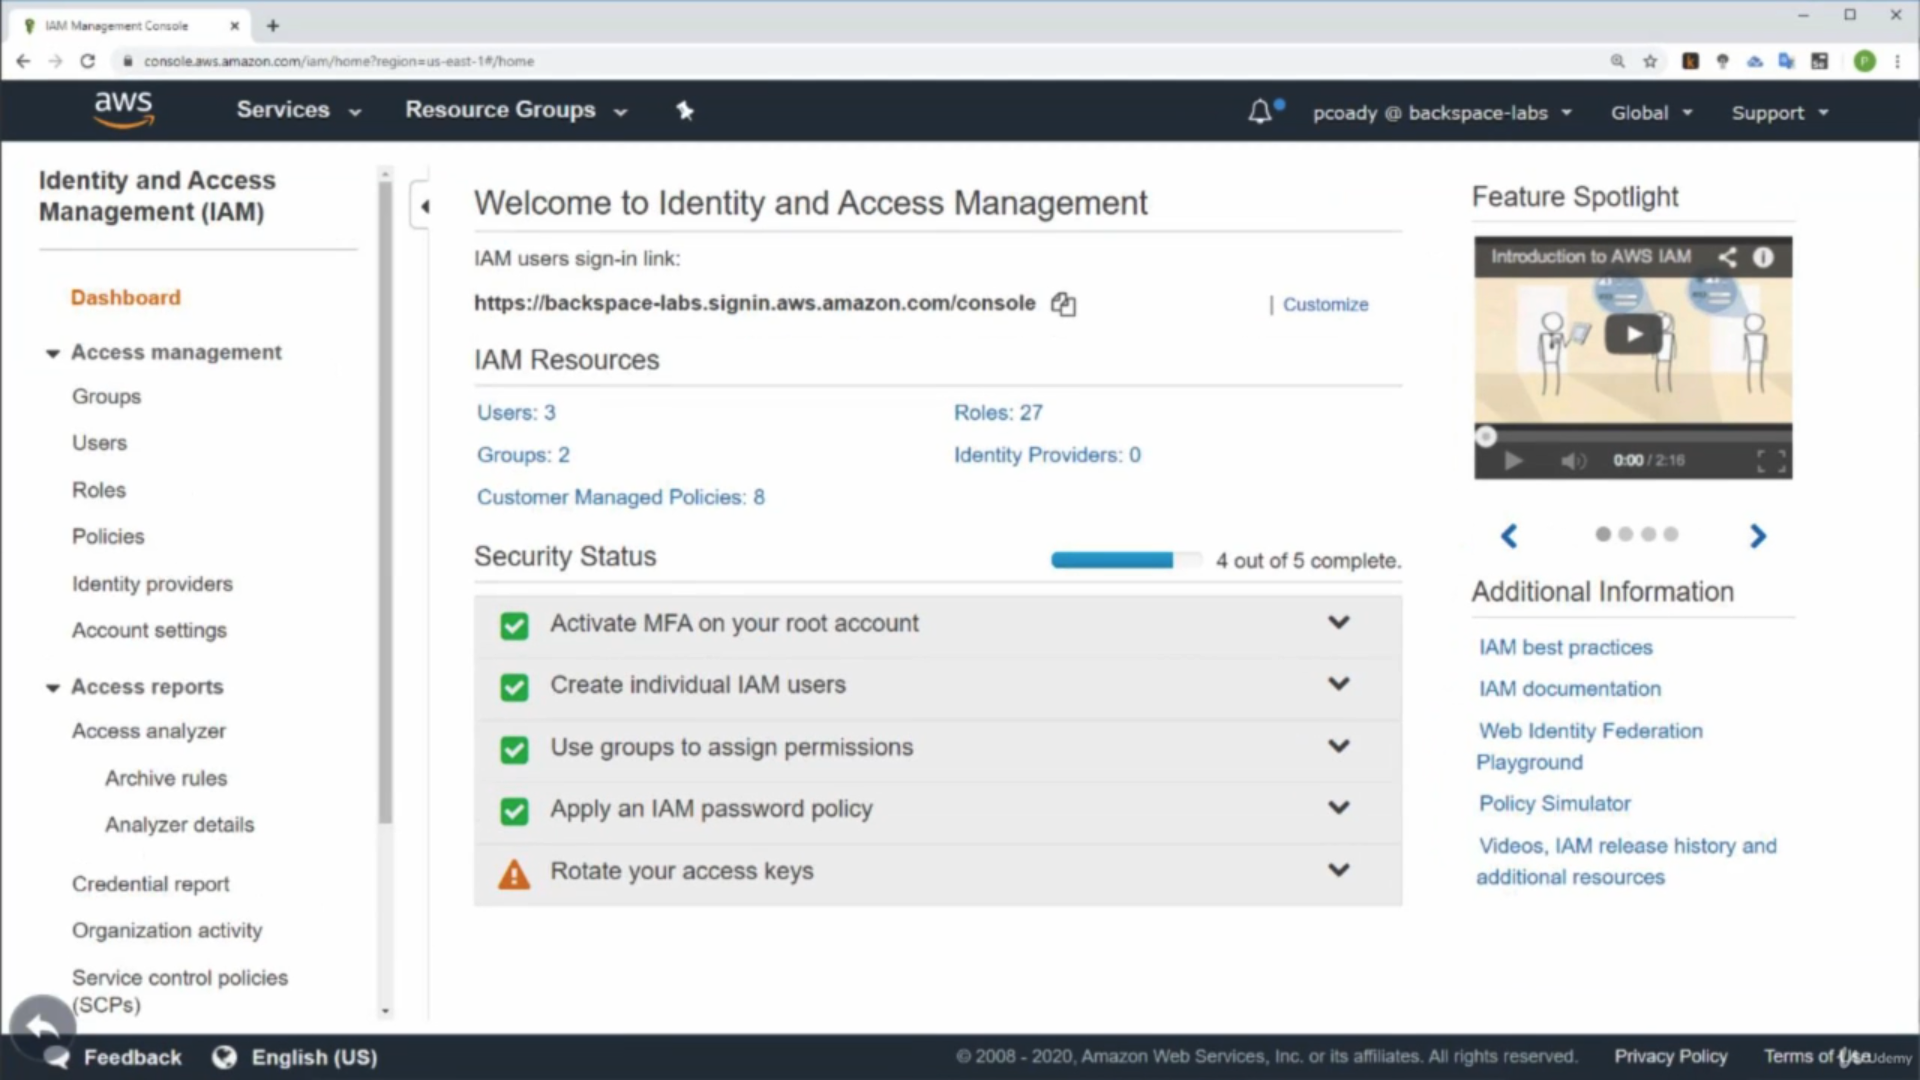 IAM Management Console
console.aws.amazon.com/iam/home?region=us-east-1#/home
aws
Services
Resource Groups
pcoady @ backspace-labs
Global
Support
Identity and Access
Management (IAM)
Dashboard
Access management
Groups
Users
Roles
Policies
Identity providers
Account settings
Access reports
Access analyzer
Archive rules
Analyzer details
Credential report
Organization activity
Service control policies
(SCPs)
Welcome to Identity and Access Management
IAM users sign-in link:
https://backspace-labs.signin.aws.amazon.com/console
| Customize
IAM Resources
Users: 3
Roles: 27
Groups: 2
Identity Providers: 0
Customer Managed Policies: 8
Security Status
4 out of 5 complete.
Activate MFA on your root account
Create individual IAM users
Use groups to assign permissions
Apply an IAM password policy
Rotate your access keys
Feature Spotlight
Introduction to AWS IAM
0:00 / 2:16
Additional Information
IAM best practices
IAM documentation
Web Identity Federation
Playground
Policy Simulator
Videos, IAM release history and
additional resources
Feedback
English (US)
© 2008 - 2020, Amazon Web Services, Inc. or its affiliates. All rights reserved.
Privacy Policy
Terms of Use
Udemy